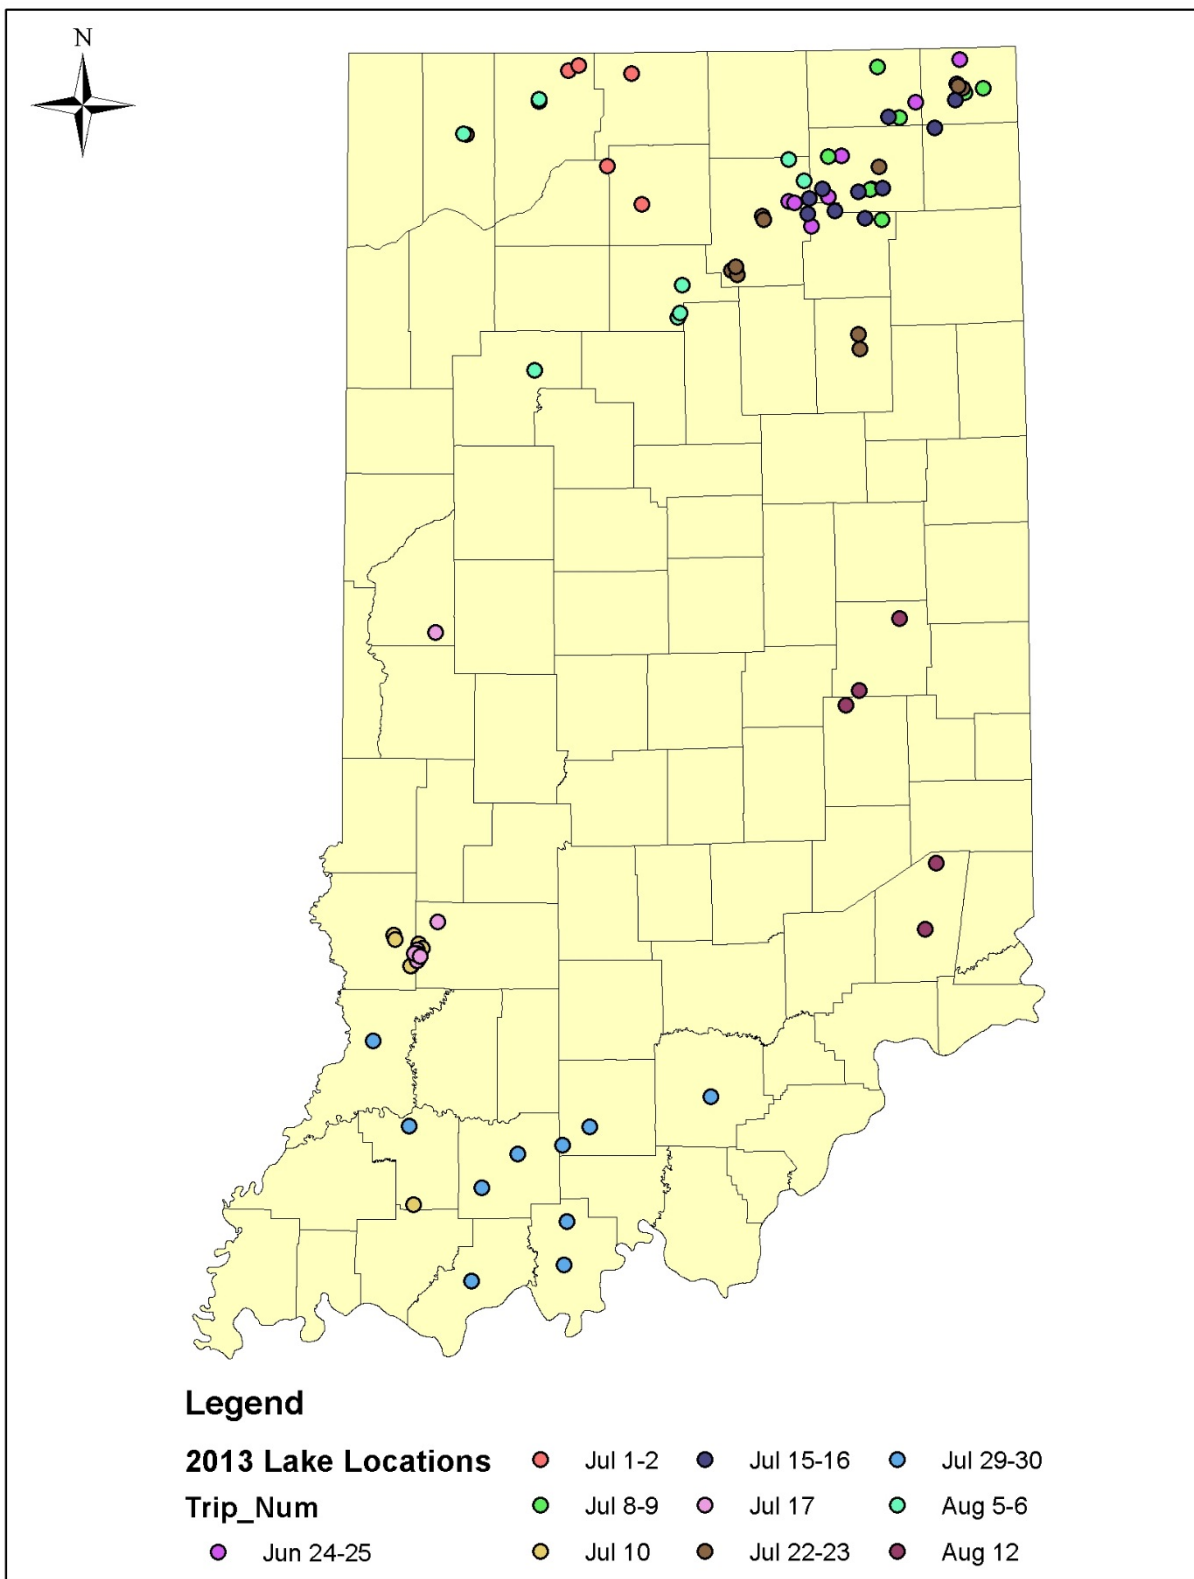 N
Legend
2013 Lake Locations
Trip_Num
Jun 24-25
Jul 1-2
Jul 8-9
Jul 10
Jul 15-16
Jul 17
Jul 22-23
Jul 29-30
Aug 5-6
Aug 12